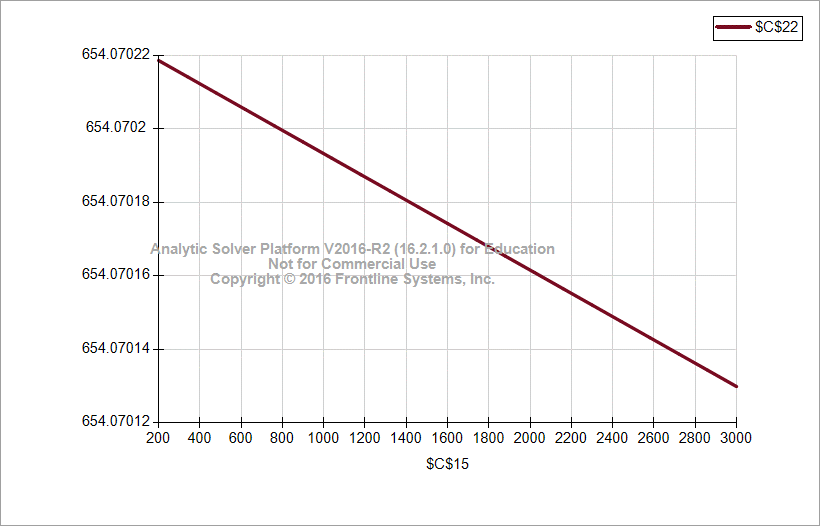 $C$22
654.07022
654.0702
654.07018
654.07016
654.07014
654.07012
Analytic Solver Platform V2016-R2 (16.2.1.0) for Education
Not for Commercial Use
Copyright © 2016 Frontline Systems, Inc.
200 400 600 800 1000 1200 1400 1600 1800 2000 2200 2400 2600 2800 3000
$C$15